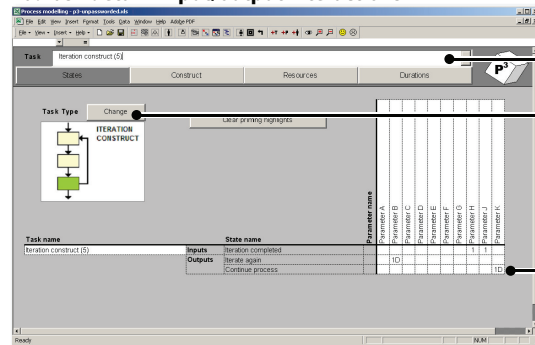 Process modelling - p3-unpassworded.xls
File Edit View Insert Format Tools Data Window Help Adobe PDF
Task
Iteration construct (5)
P3
States Construct Resources Durations
Task Type
Change
Clear priming highlights
ITERATION
CONSTRUCT
Parameter name
Parameter A
Parameter B
Parameter C
Parameter D
Parameter E
Parameter F
Parameter G
Parameter H
Parameter J
Parameter K
Task name State name
Iteration construct (5) Inputs Iteration completed 1 1
Outputs Iterate again 1D
Continue process 1D
Ready NUM